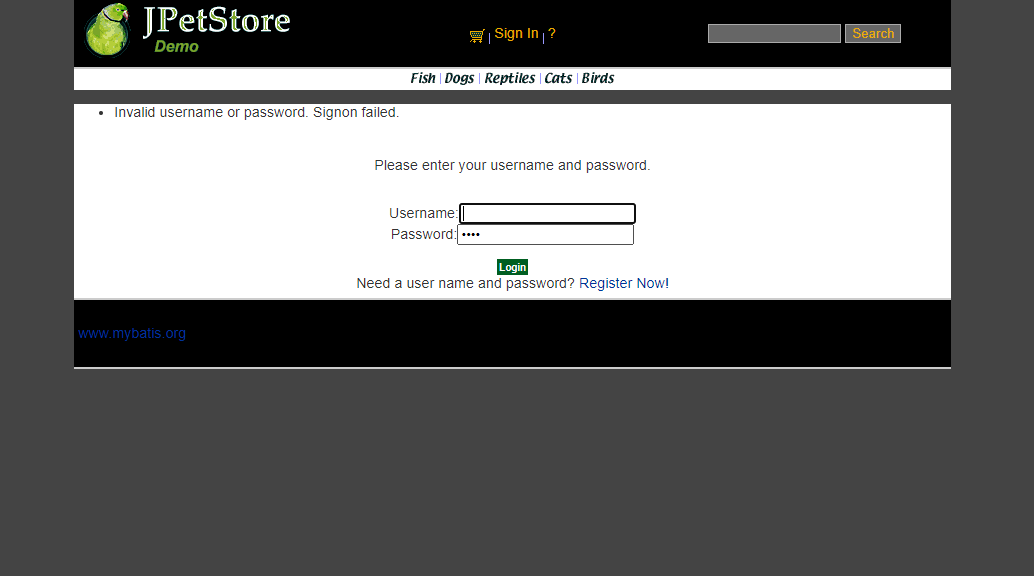 JPetStore
Demo
| Sign In | ?
Search
Fish | Dogs | Reptiles | Cats | Birds
• Invalid username or password. Signon failed.
Please enter your username and password.
Username:
Password: ••••
Login
Need a user name and password? Register Now!
www.mybatis.org